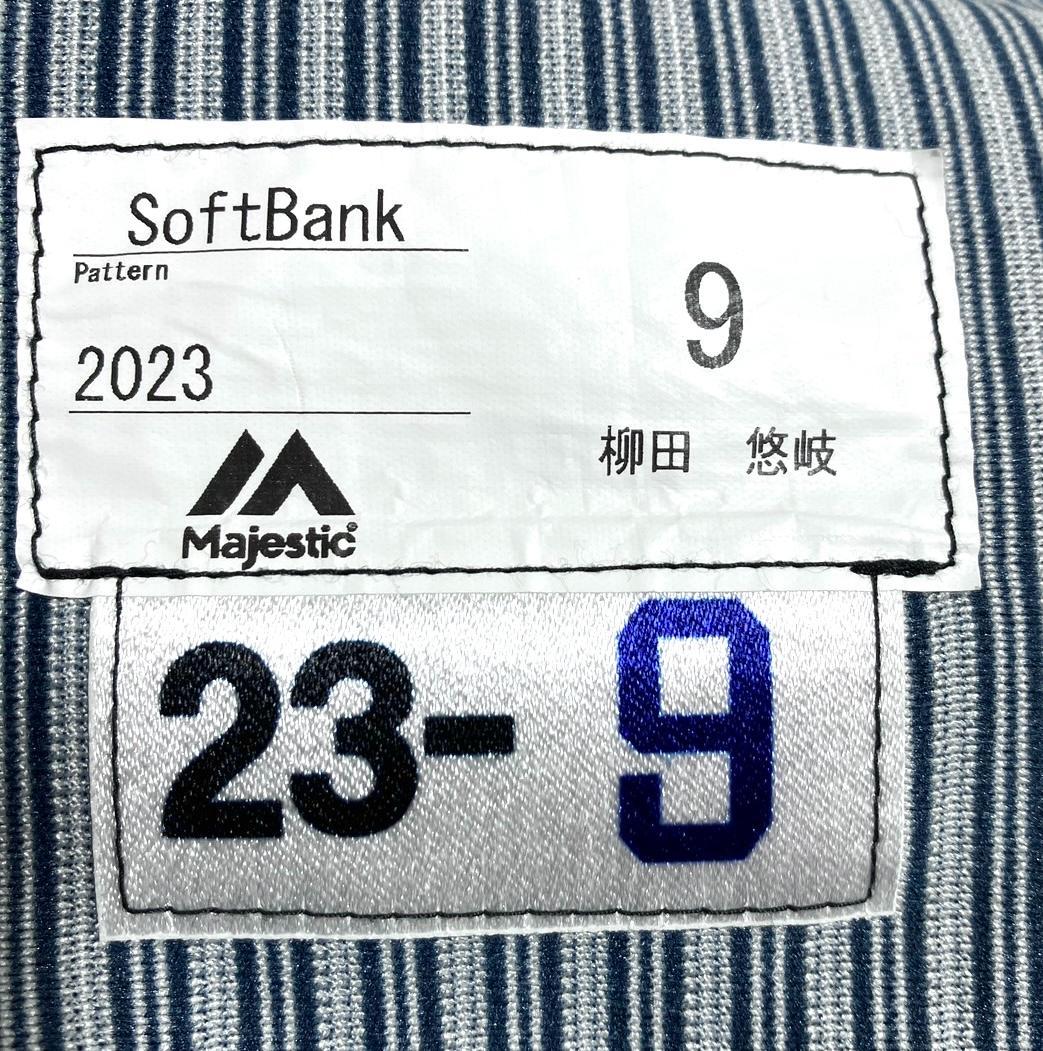 SoftBank
Pattern
2023
Majestic®
9
柳田 悠岐
23-9